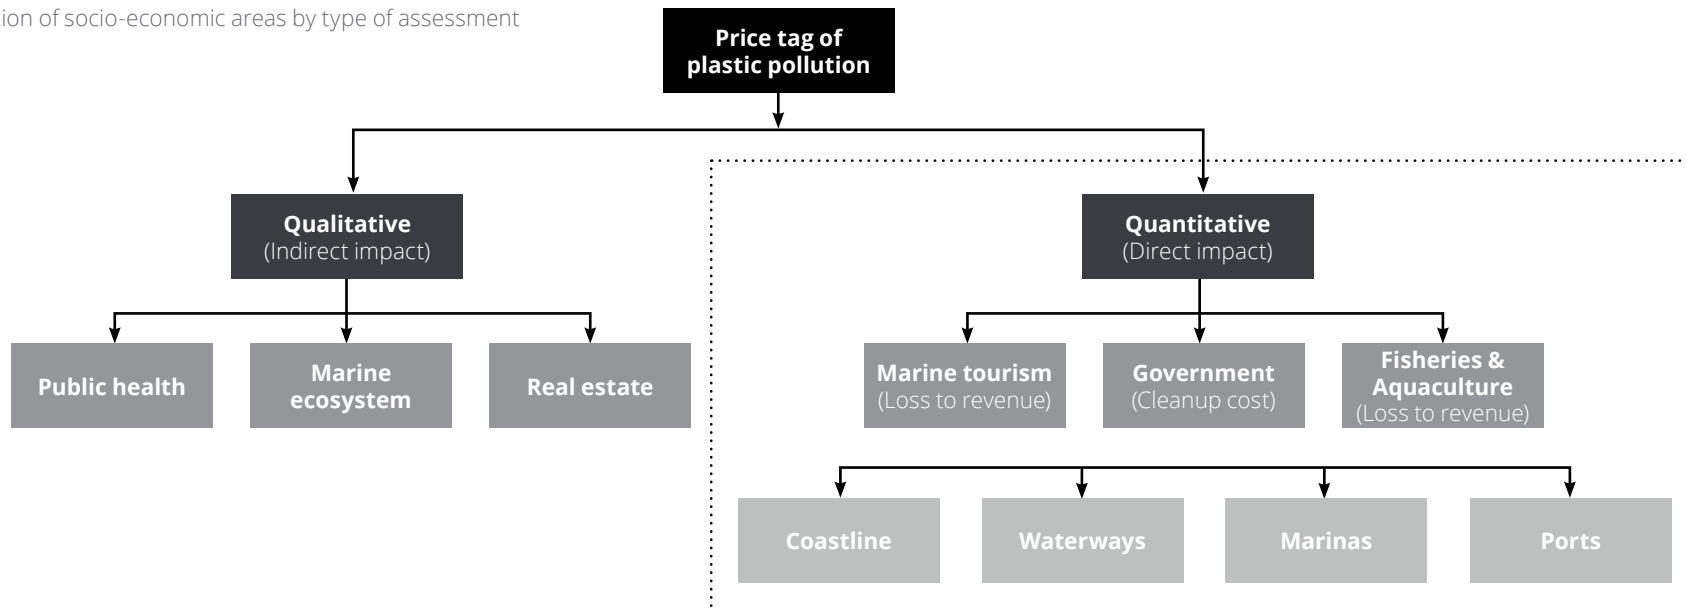 of socio-economic areas by type of assessment
Price tag of
plastic pollution
Qualitative
(Indirect impact)
Quantitative
(Direct impact)
Public health
Marine
ecosystem
Real estate
Marine tourism
(Loss to revenue)
Government
(Cleanup cost)
Fisheries &
Aquaculture
(Loss to revenue)
Coastline
Waterways
Marinas
Ports